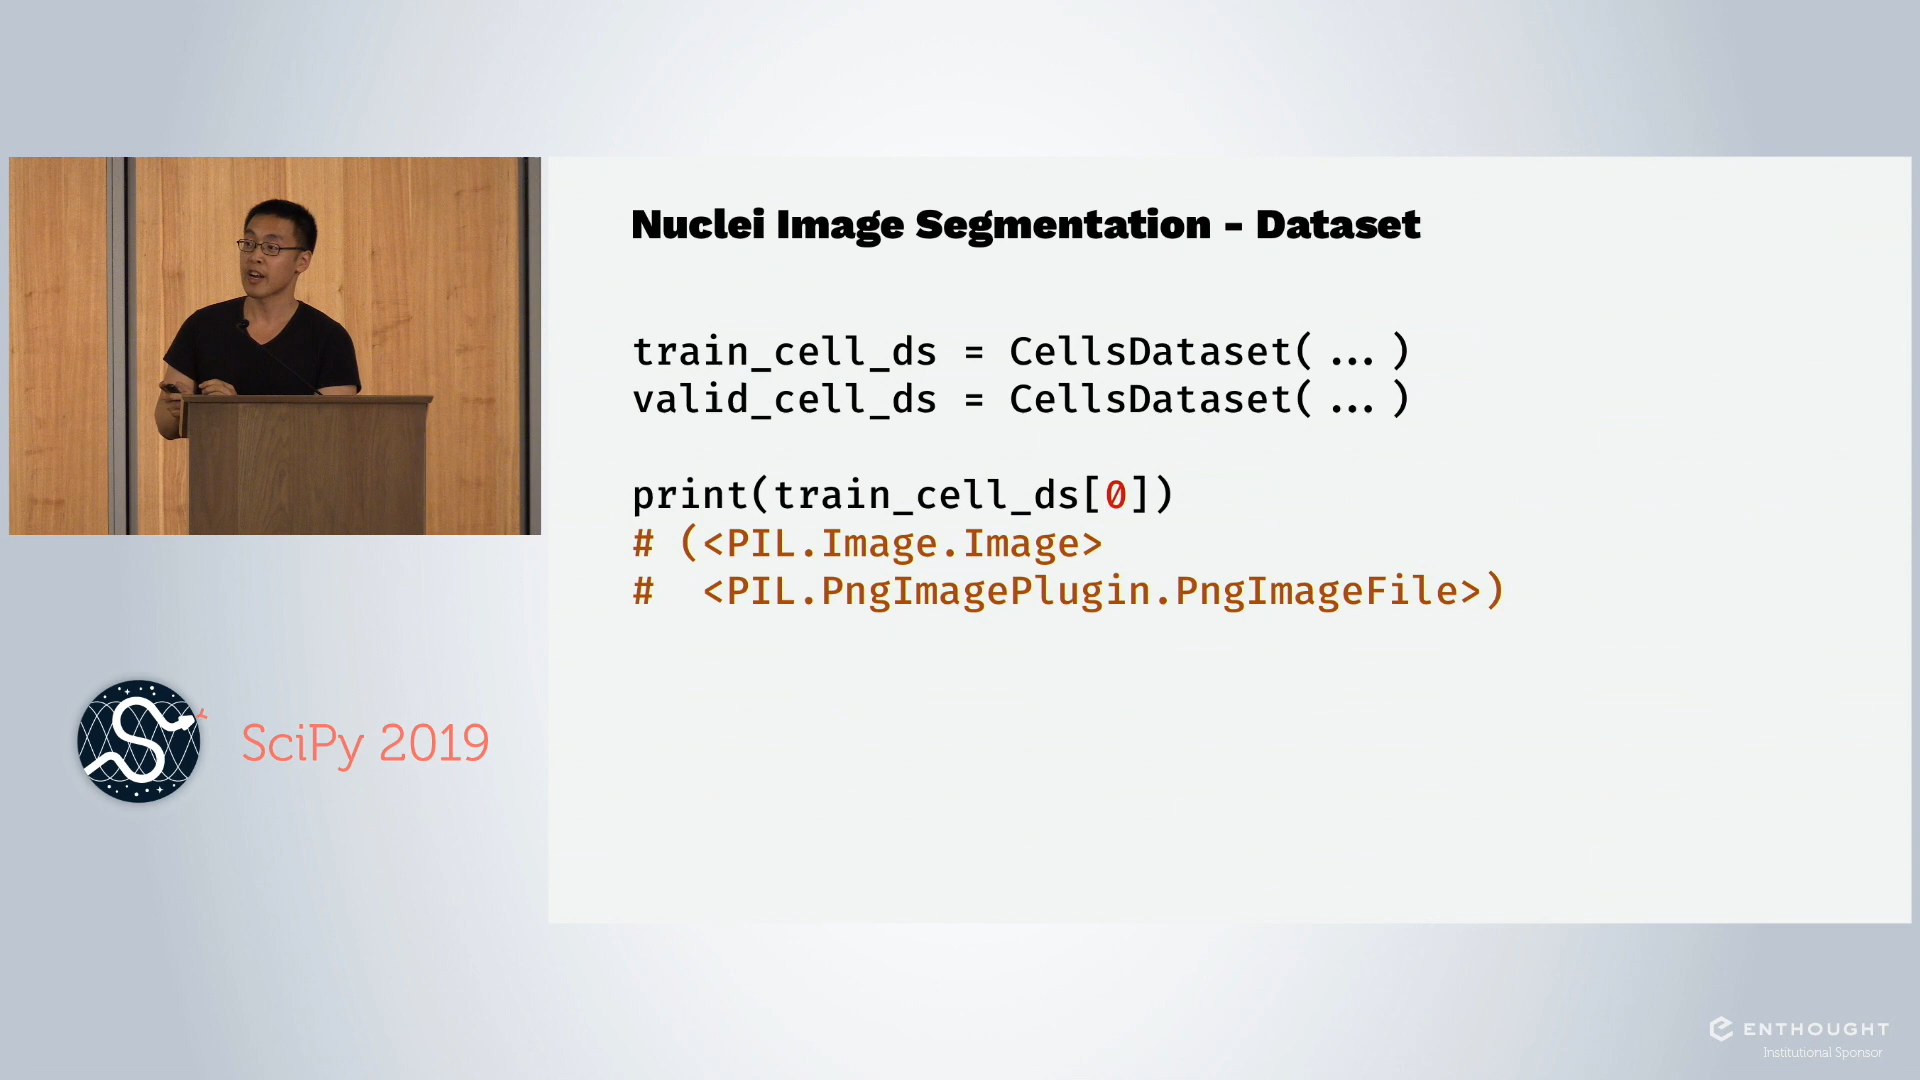 Nuclei Image Segmentation - Dataset
train_cell_ds = CellsDataset(...)
valid_cell_ds = CellsDataset(...)
print(train_cell_ds[0])
# (<PIL.Image.Image>
#  <PIL.PngImagePlugin.PngImageFile>)
SciPy 2019
ENTHOUGHT
Institutional Sponsor